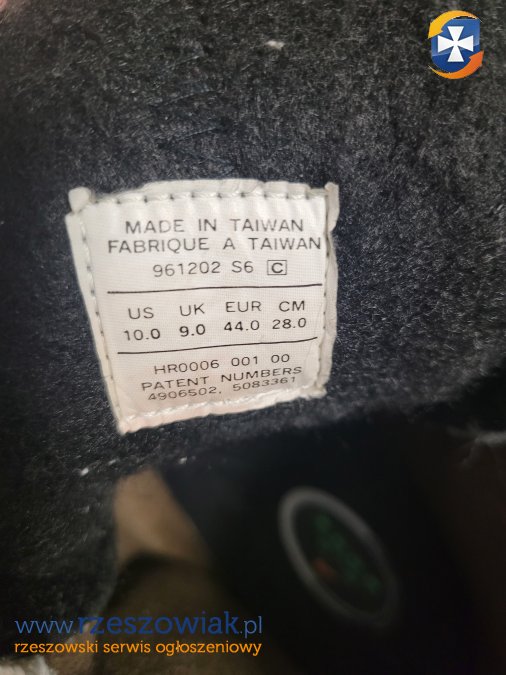 MADE IN TAIWAN
FABRIQUE A TAIWAN
961202 S6 C
US UK EUR CM
10.0 9.0 44.0 28.0
HR0006 001 00
PATENT NUMBERS
4906502, 5083361
www.rzeszowiak.pl
rzeszowski serwis ogłoszeniowy